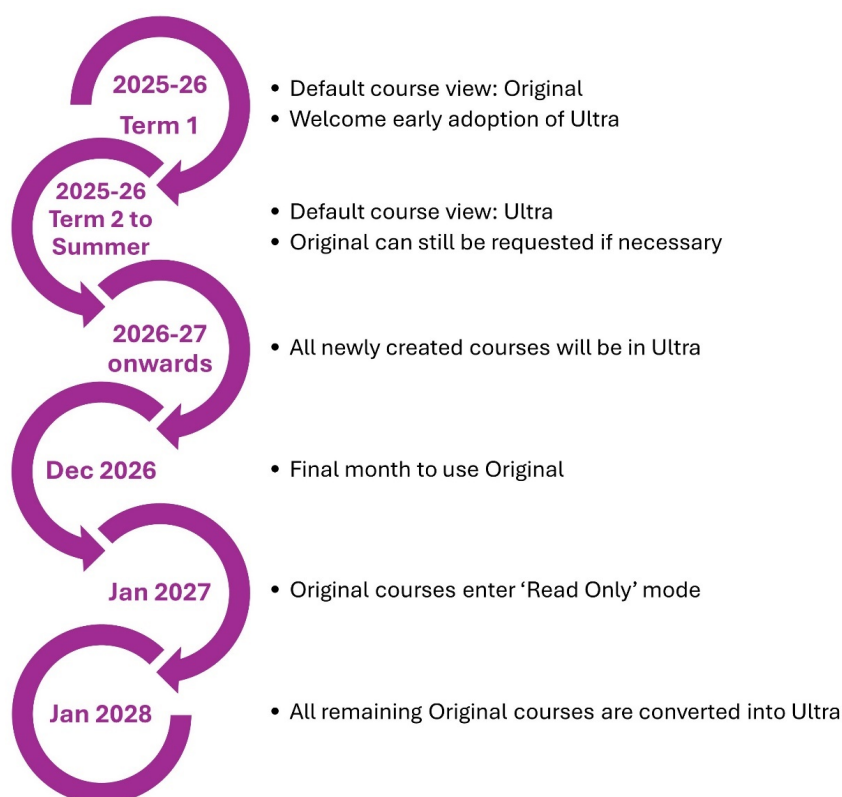 2025-26
Term 1
• Default course view: Original
• Welcome early adoption of Ultra
2025-26
Term 2 to
Summer
• Default course view: Ultra
• Original can still be requested if necessary
2026-27
onwards
• All newly created courses will be in Ultra
Dec 2026
• Final month to use Original
Jan 2027
• Original courses enter ‘Read Only’ mode
Jan 2028
• All remaining Original courses are converted into Ultra